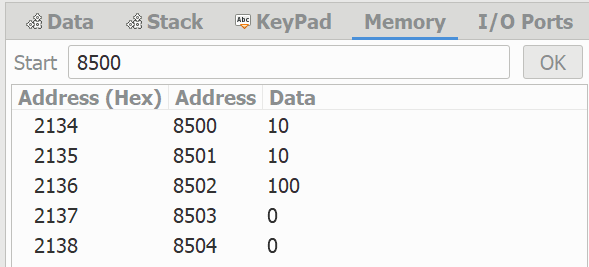 Data Stack Abc KeyPad Memory I/O Ports
Start 8500 OK
Address (Hex) Address Data
2134 8500 10
2135 8501 10
2136 8502 100
2137 8503 0
2138 8504 0